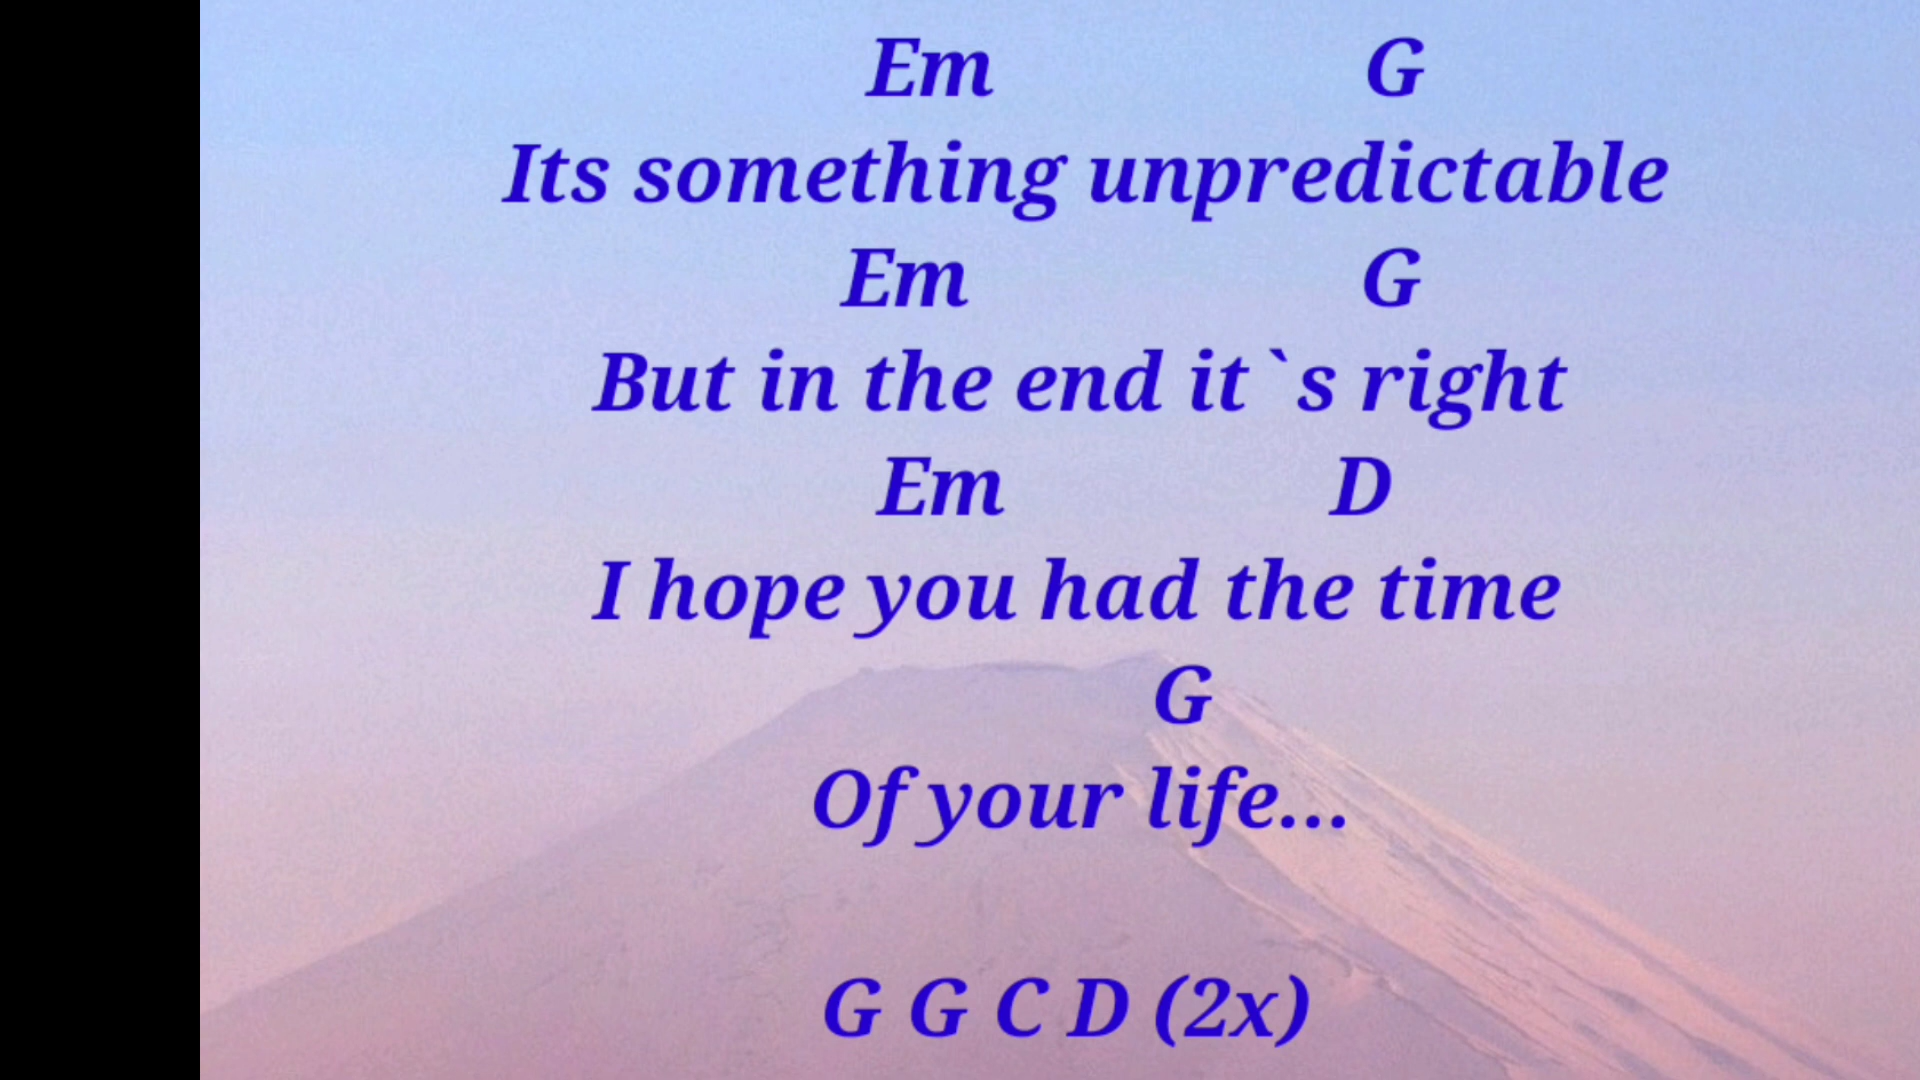 Em G
Its something unpredictable
Em G
But in the end it`s right
Em D
I hope you had the time
G
Of your life...
G G C D (2x)